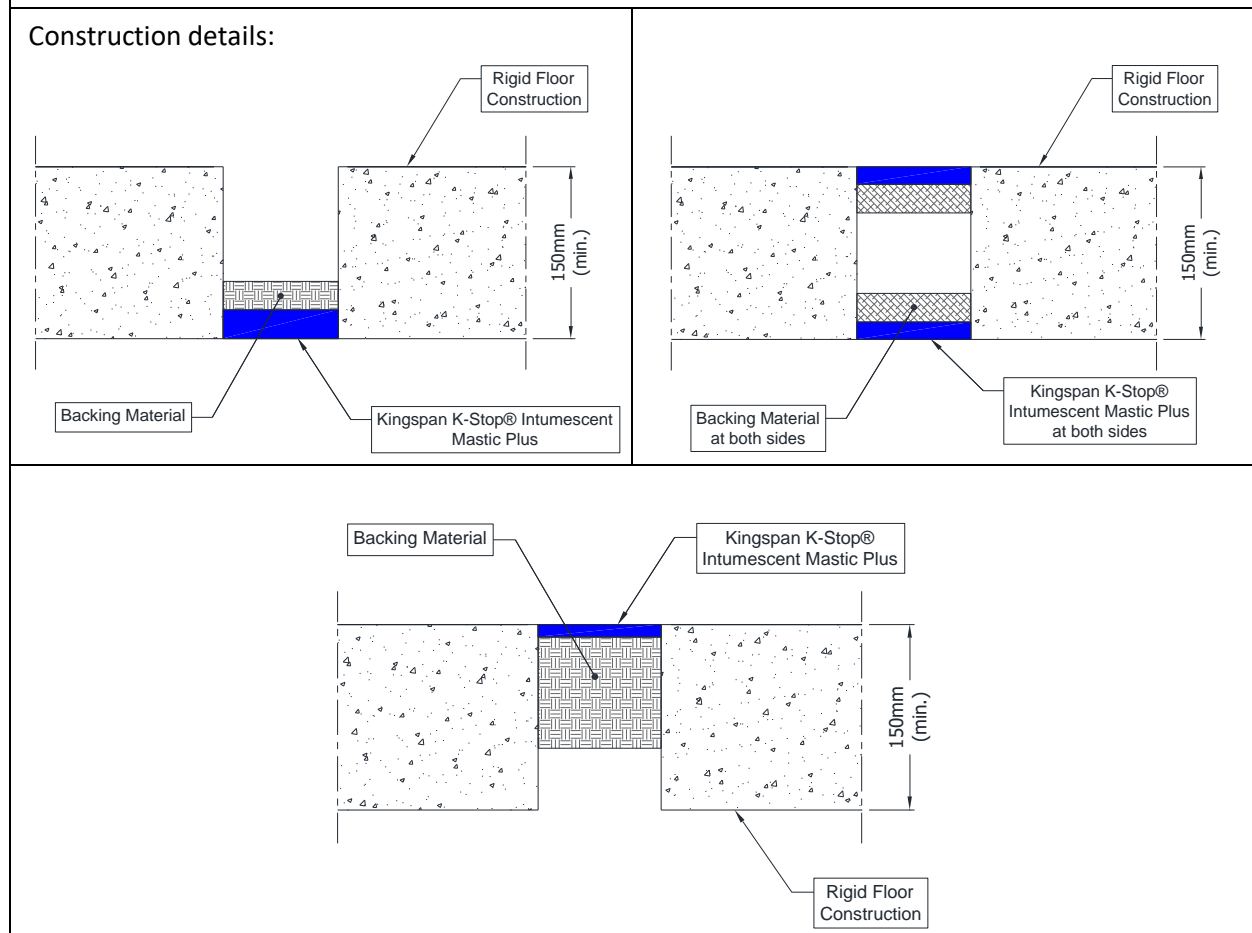 Construction details:
Rigid Floor
Construction
150mm
(min.)
Backing Material
Kingspan K-Stop® Intumescent
Mastic Plus
Rigid Floor
Construction
150mm
(min.)
Backing Material
at both sides
Kingspan K-Stop®
Intumescent Mastic Plus
at both sides
Backing Material
Kingspan K-Stop®
Intumescent Mastic Plus
150mm
(min.)
Rigid Floor
Construction